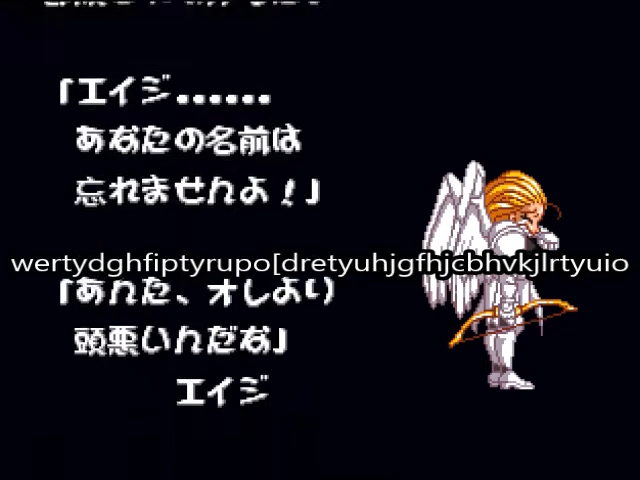 「エイジ......
あなたの名前は
忘れませんよ！」
wertydghfiptyrupo[dretyuhjgfhjcbhvkjlrtyuio
「あんた、オレより
頭悪いんだな」
エイジ